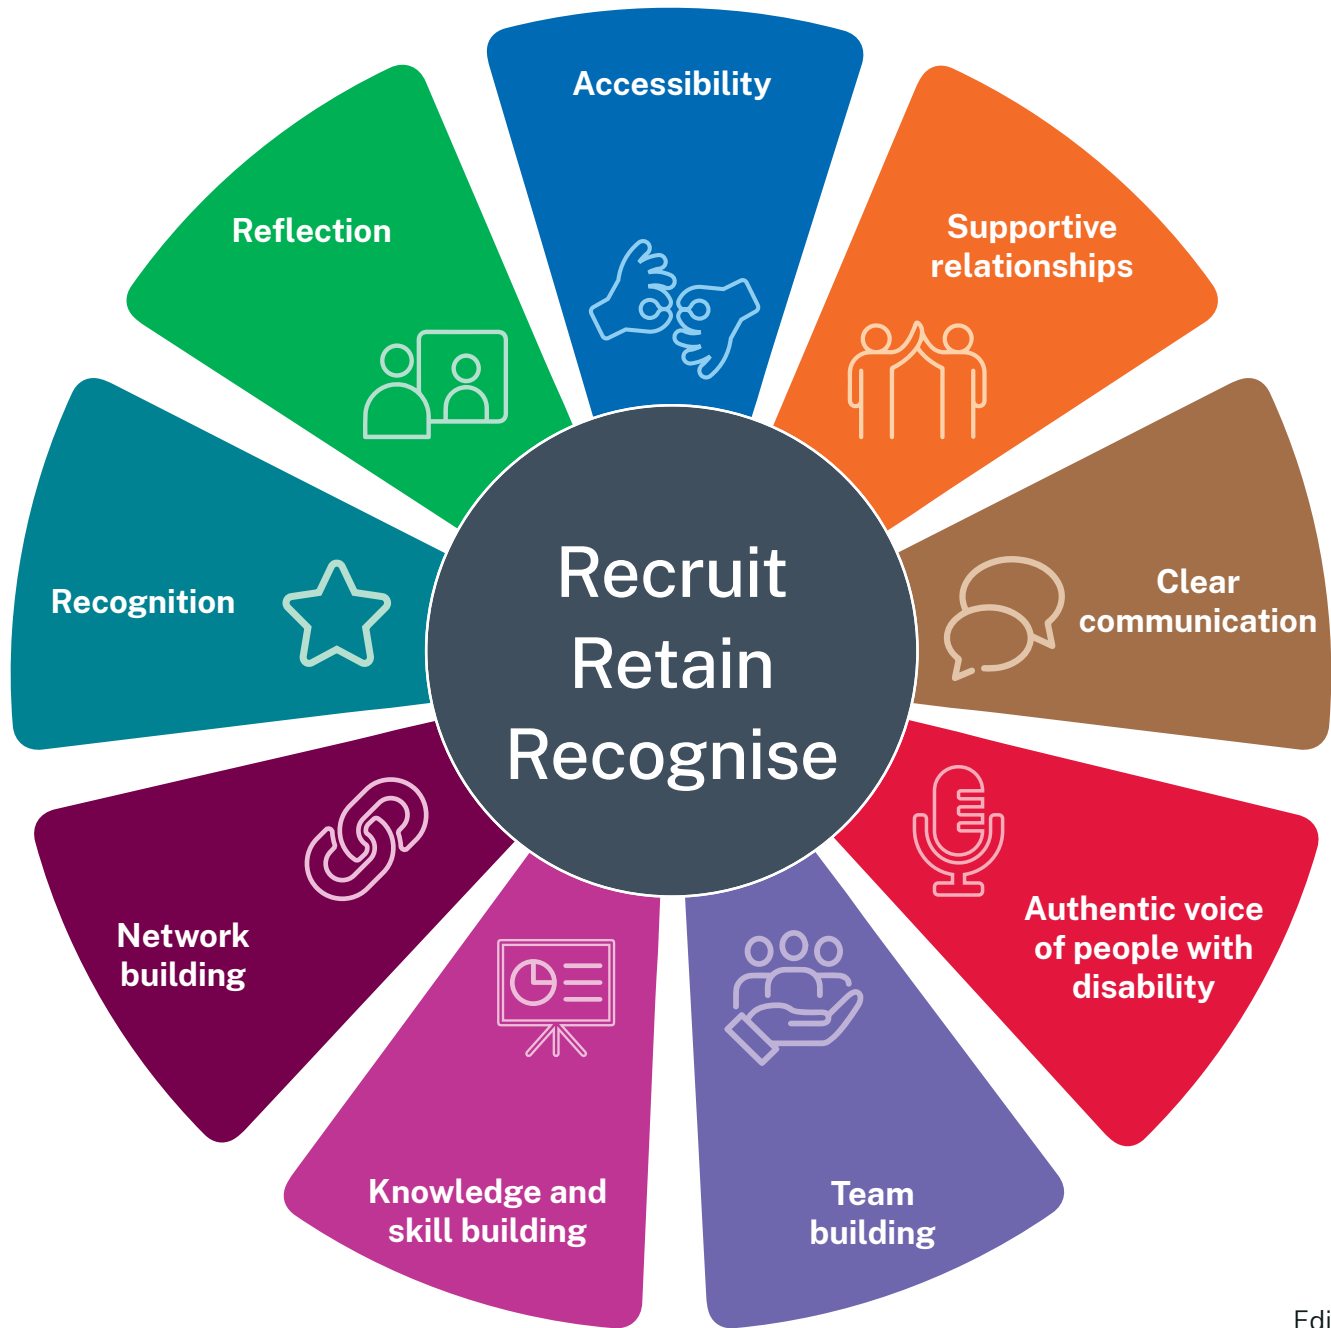 Accessibility
Supportive
relationships
Clear
communication
Authentic voice
of people with
disability
Team
building
Knowledge and
skill building
Network
building
Recognition
Reflection
Recruit
Retain
Recognise
Edi